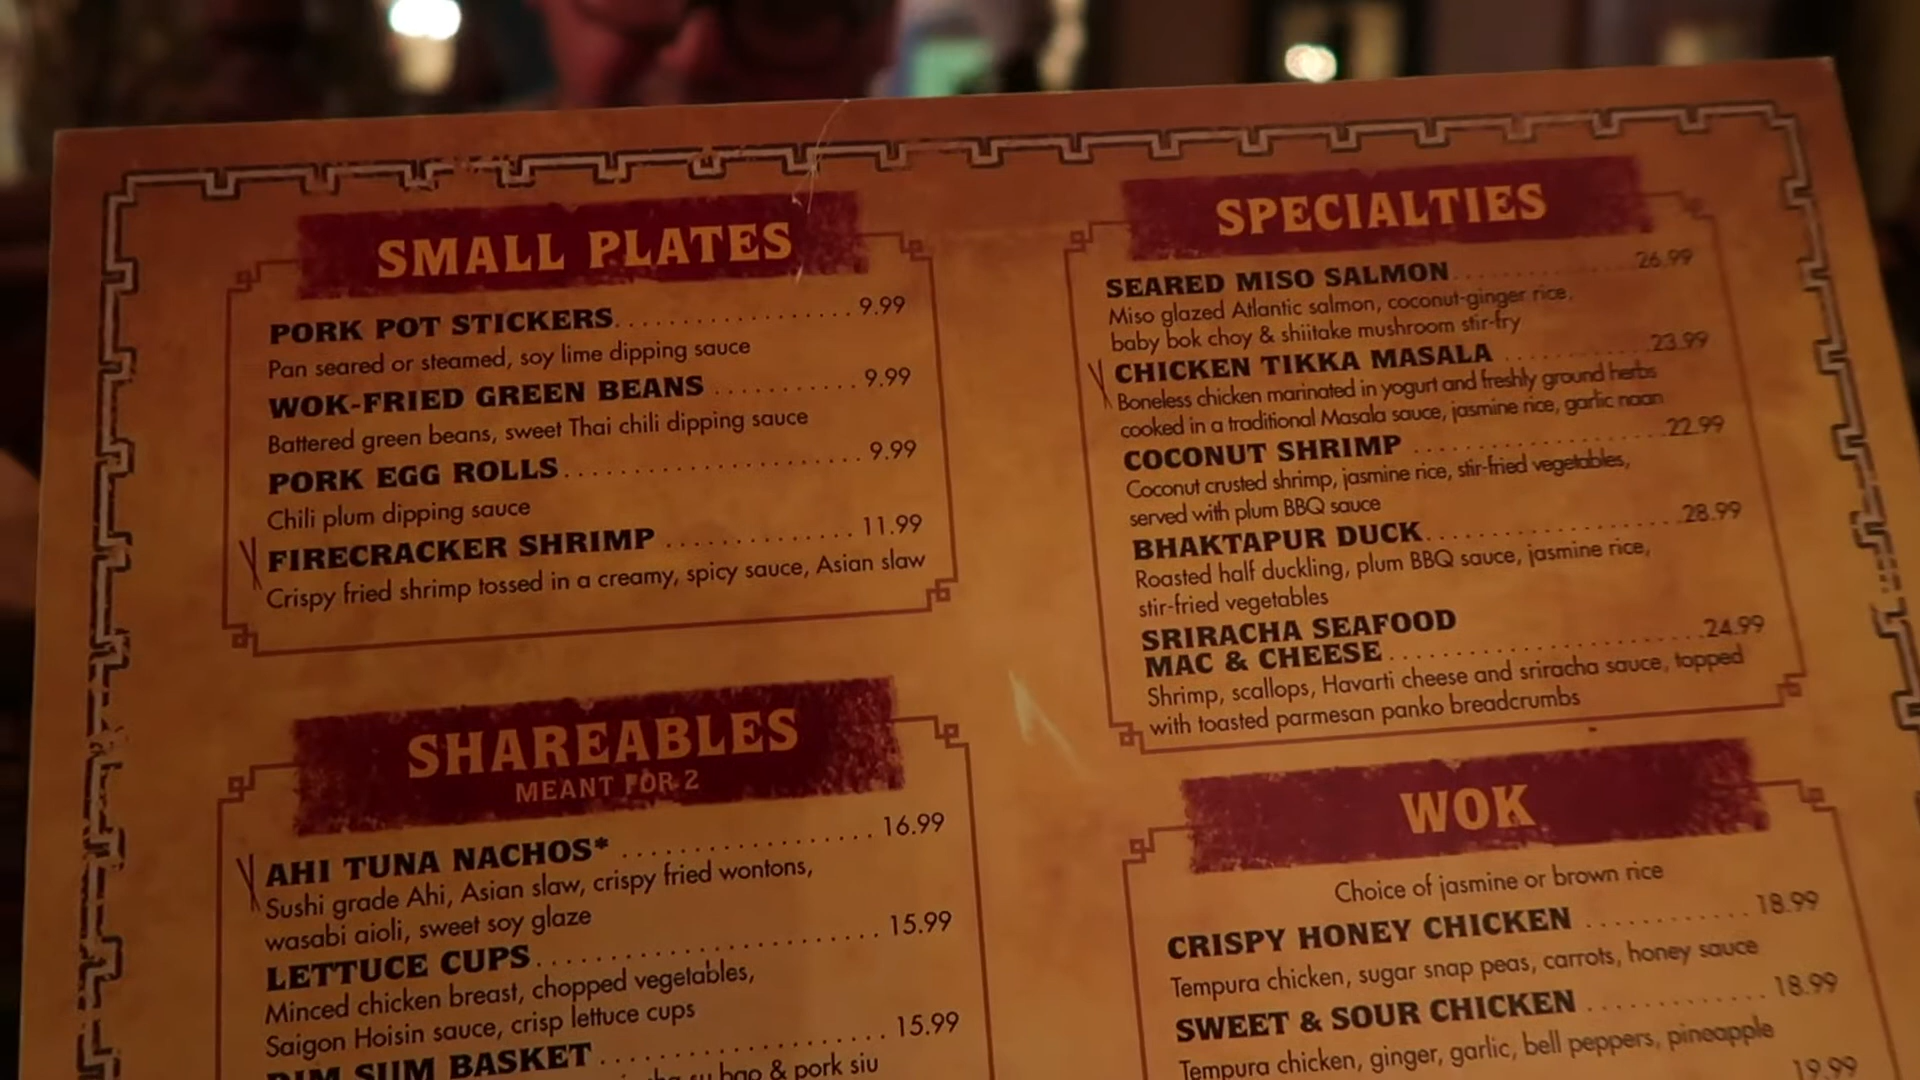 SMALL PLATES
PORK POT STICKERS. . . . . . . . . . . . . . . . . . 9.99
Pan seared or steamed, soy lime dipping sauce
WOK-FRIED GREEN BEANS . . . . . . . . . . . 9.99
Battered green beans, sweet Thai chili dipping sauce
PORK EGG ROLLS. . . . . . . . . . . . . . . . . . . . . . 9.99
Chili plum dipping sauce
FIRECRACKER SHRIMP . . . . . . . . . . . . . . 11.99
Crispy fried shrimp tossed in a creamy, spicy sauce, Asian slaw
SHAREABLES
MEANT FOR 2
AHI TUNA NACHOS* . . . . . . . . . . . . . . . . . . . 16.99
Sushi grade Ahi, Asian slaw, crispy fried wontons,
wasabi aioli, sweet soy glaze
LETTUCE CUPS. . . . . . . . . . . . . . . . . . . . . . . . . . 15.99
Minced chicken breast, chopped vegetables,
Saigon Hoisin sauce, crisp lettuce cups
DIM SUM BASKET. . . . . . . . . . . . . . . . . . . . . . 15.99
bao & pork siu
SPECIALTIES
SEARED MISO SALMON. . . . . . . . . . . . . . . 26.99
Miso glazed Atlantic salmon, coconut-ginger rice,
baby bok choy & shiitake mushroom stir-fry
CHICKEN TIKKA MASALA . . . . . . . . . . . . 23.99
Boneless chicken marinated in yogurt and freshly ground herbs
cooked in a traditional Masala sauce, jasmine rice, garlic naan
COCONUT SHRIMP . . . . . . . . . . . . . . . . . . . . 22.99
Coconut crusted shrimp, jasmine rice, stir-fried vegetables,
served with plum BBQ sauce
BHAKTAPUR DUCK. . . . . . . . . . . . . . . . . . . . . 28.99
Roasted half duckling, plum BBQ sauce, jasmine rice,
stir-fried vegetables
SRIRACHA SEAFOOD
MAC & CHEESE. . . . . . . . . . . . . . . . . . . . . . . . . 24.99
Shrimp, scallops, Havarti cheese and sriracha sauce, topped
with toasted parmesan panko breadcrumbs
WOK
Choice of jasmine or brown rice
CRISPY HONEY CHICKEN . . . . . . . . . . . . . 18.99
Tempura chicken, sugar snap peas, carrots, honey sauce
SWEET & SOUR CHICKEN . . . . . . . . . . . . . . 18.99
Tempura chicken, ginger, garlic, bell peppers, pineapple
19.99